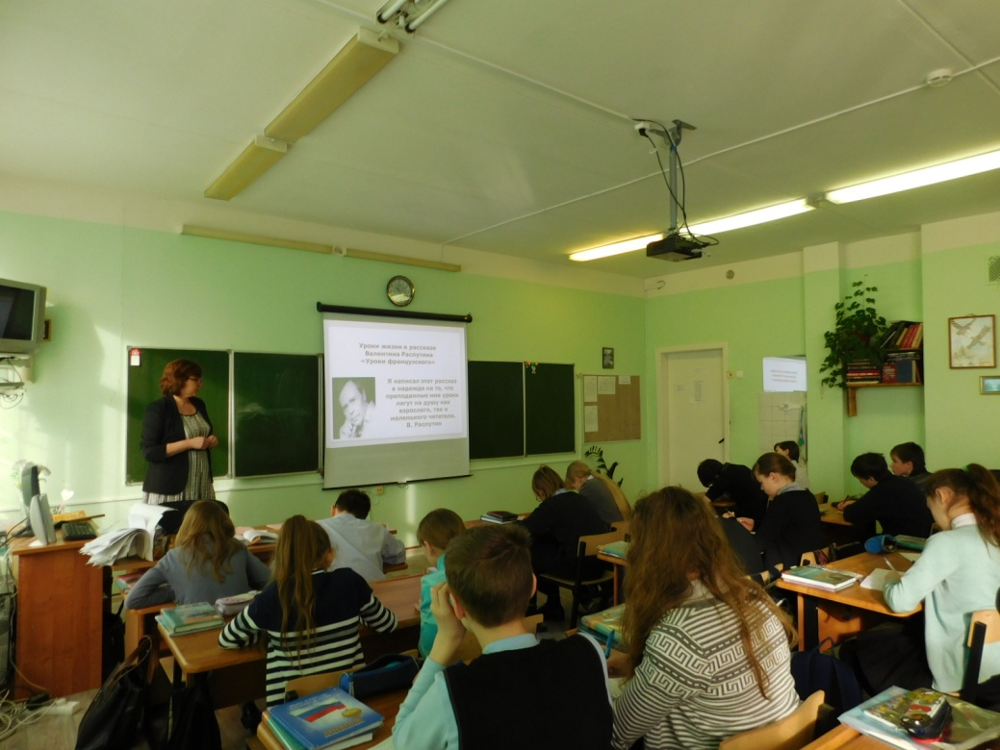 Уроки жизни в рассказе
Валентина Распутина
«Уроки французского»
Я написал этот рассказ
в надежде на то, что
преподанные мне уроки
лягут на душу как
взрослого, так и
маленького читателя.
В. Распутин